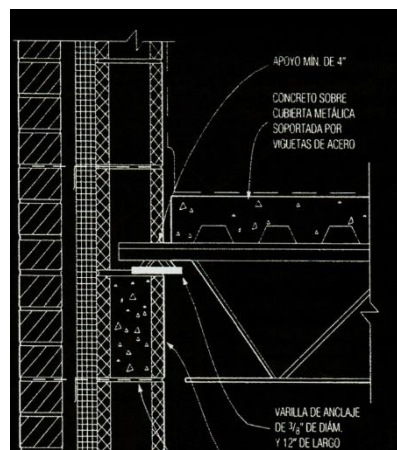 APOYO MÍN. DE 4"
CONCRETO SOBRE
CUBIERTA METÁLICA
SOPORTADA POR
VIGUETAS DE ACERO
VARILLA DE ANCLAJE
DE 3/8" DE DIÁM.
Y 12" DE LARGO